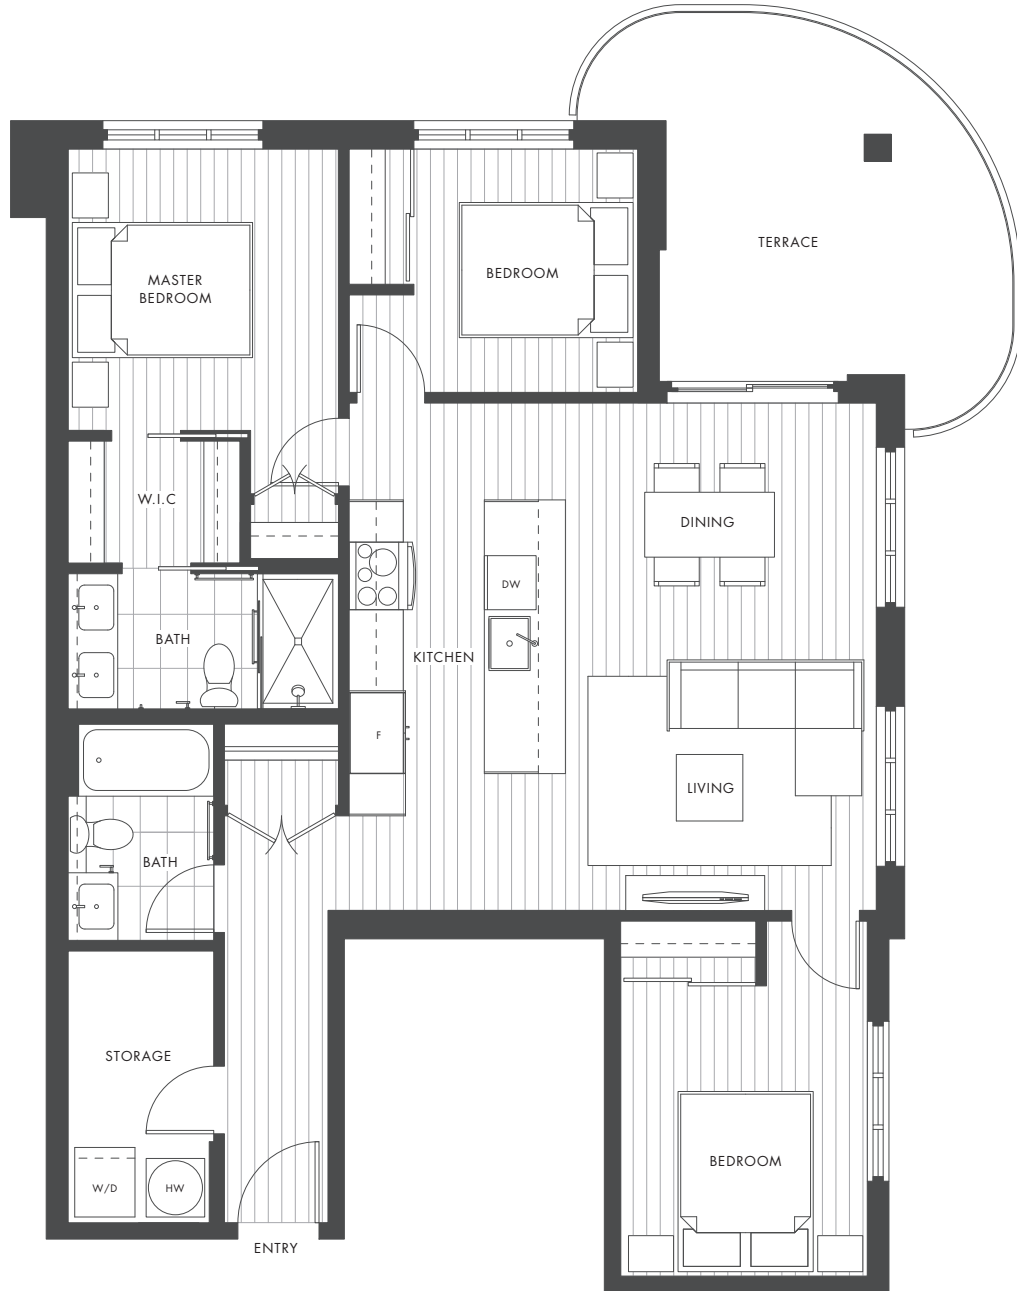 TERRACE
MASTER
BEDROOM
BEDROOM
W.I.C
DINING
DW
BATH
KITCHEN
F
LIVING
BATH
STORAGE
BEDROOM
W/D
HW
ENTRY